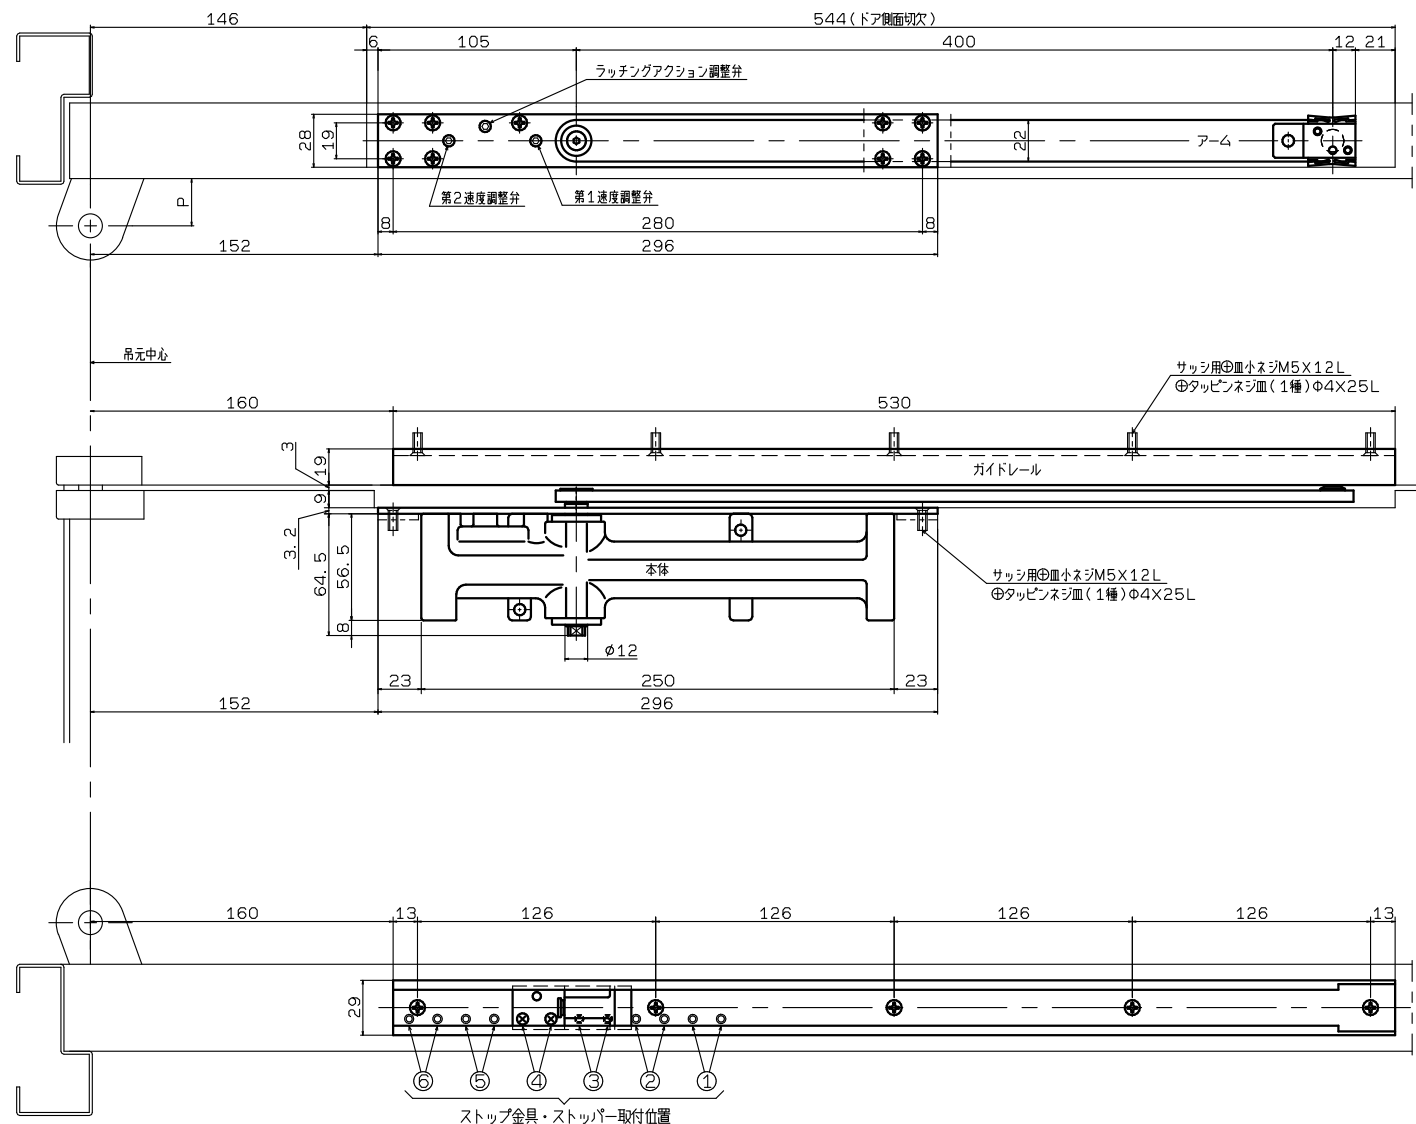 146
544(ドア側面切欠)
6
105
400
12
21
ラッチングアクション調整弁
28
19
22
アーム
P
第2速度調整弁
第1速度調整弁
8
280
8
152
296
吊元中心
サッシ用⊕皿小ネジM5X12L
⊕タッピンネジ皿(1種)Φ4X25L
160
530
3
19
ガイドレール
9
3.2
64.5
56.5
8
本体
サッシ用⊕皿小ネジM5X12L
⊕タッピンネジ皿(1種)Φ4X25L
φ12
23
250
23
152
296
160
13
126
126
126
126
13
29
⑥
⑤
④
③
②
①
ストップ金具・ストッパー取付位置